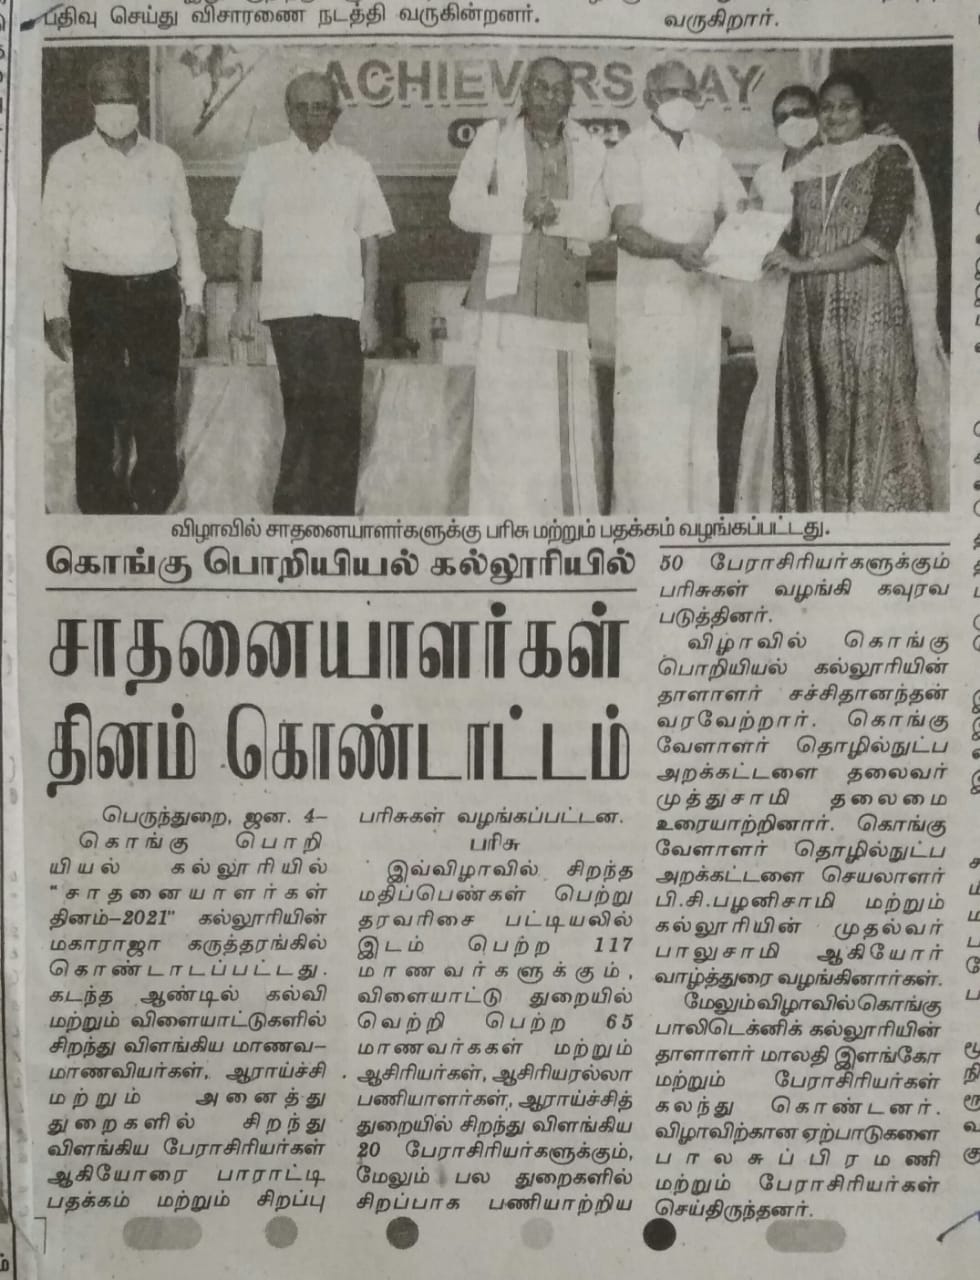 பதிவு செய்து விசாரணை நடத்தி வருகின்றனர்.
வருகிறார்.
ACHIEVERS DAY
விழாவில் சாதனையாளர்களுக்கு பரிசு மற்றும் பதக்கம் வழங்கப்பட்டது.
கொங்கு பொறியியல் கல்லூரியில்
சாதனையாளர்கள்
தினம் கொண்டாட்டம்
பெருந்துறை, ஜன. 4–
கொங்கு பொறி
யியல் கல்லூரியில்
"சாதனையாளர்கள்
தினம்–2021" கல்லூரியின்
மகாராஜா கருத்தரங்கில்
கொண்டாடப்பட்டது.
கடந்த ஆண்டில் கல்வி
மற்றும் விளையாட்டுகளில்
சிறந்து விளங்கிய மாணவ–
மாணவியர்கள், ஆராய்ச்சி
மற்றும் அனைத்து
துறைகளில் சிறந்து
விளங்கிய பேராசிரியர்கள்
ஆகியோரை பாராட்டி
பதக்கம் மற்றும் சிறப்பு
பரிசுகள் வழங்கப்பட்டன.
பரிசு
இவ்விழாவில் சிறந்த
மதிப்பெண்கள் பெற்று
தரவரிசை பட்டியலில்
இடம் பெற்ற 117
மாணவர்களுக்கும்,
விளையாட்டு துறையில்
வெற்றி பெற்ற 65
மாணவர்ககள் மற்றும்
ஆசிரியர்கள், ஆசிரியரல்லா
பணியாளர்கள், ஆராய்ச்சித்
துறையில் சிறந்து விளங்கிய
20 பேராசிரியர்களுக்கும்,
மேலும் பல துறைகளில்
சிறப்பாக பணியாற்றிய
50 பேராசிரியர்களுக்கும்
பரிசுகள் வழங்கி கவுரவ
படுத்தினர்.
விழாவில் கொங்கு
பொறியியல் கல்லூரியின்
தாளாளர் சச்சிதானந்தன்
வரவேற்றார். கொங்கு
வேளாளர் தொழில்நுட்ப
அறக்கட்டளை தலைவர்
முத்துசாமி தலைமை
உரையாற்றினார். கொங்கு
வேளாளர் தொழில்நுட்ப
அறக்கட்டளை செயலாளர்
பி.சி.பழனிசாமி மற்றும்
கல்லூரியின் முதல்வர்
பாலுசாமி ஆகியோர்
வாழ்த்துரை வழங்கினார்கள்.
மேலும்விழாவில்கொங்கு
பாலிடெக்னிக் கல்லூரியின்
தாளாளர் மாலதி இளங்கோ
மற்றும் பேராசிரியர்கள்
கலந்து கொண்டனர்.
விழாவிற்கான ஏற்பாடுகளை
பாலசுப்பிரமணி
மற்றும் பேராசிரியர்கள்
செய்திருந்தனர்.